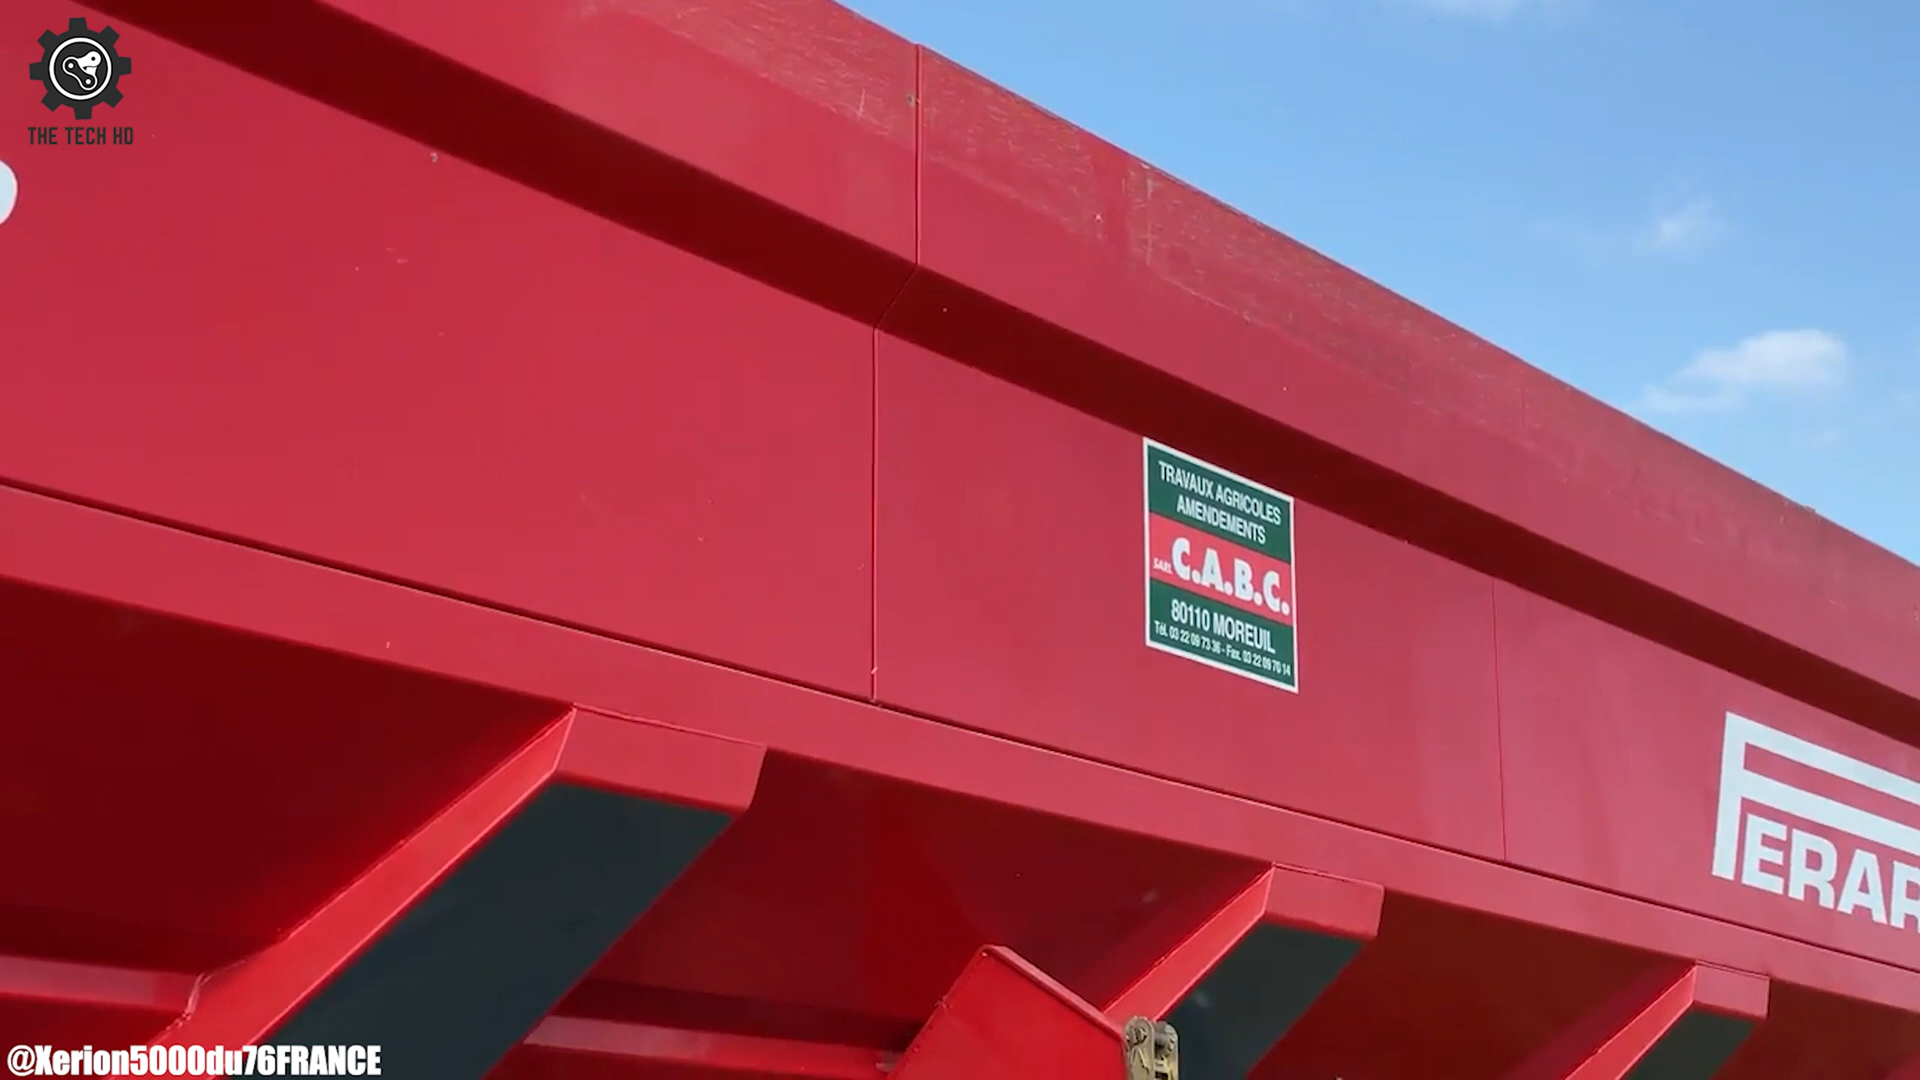 THE TECH HD
TRAVAUX AGRICOLES
AMENDEMENTS
SARL C.A.B.C.
80110 MOREUIL
Tél. 03 22 09 73 36 - Fax. 03 22 09 70 14
PERAR
@Xerion5000du76FRANCE